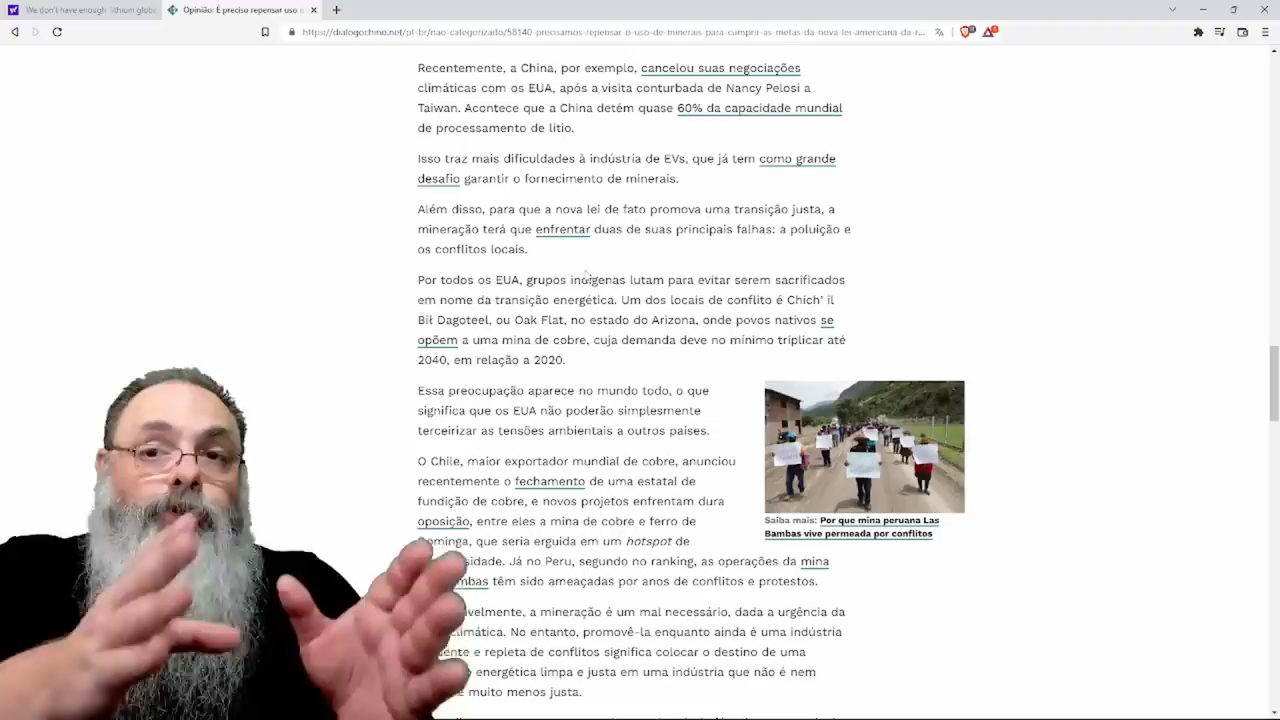 We don't have enough lithium globa
Opinião: É preciso repensar uso d
https://dialogochino.net/pt-br/nao-categorizado/58140-precisamos-repensar-o-uso-de-minerais-para-cumprir-as-metas-da-nova-lei-americana-da-r...
Recentemente, a China, por exemplo, cancelou suas negociações
climáticas com os EUA, após a visita conturbada de Nancy Pelosi a
Taiwan. Acontece que a China detém quase 60% da capacidade mundial
de processamento de lítio.
Isso traz mais dificuldades à indústria de EVs, que já tem como grande
desafio garantir o fornecimento de minerais.
Além disso, para que a nova lei de fato promova uma transição justa, a
mineração terá que enfrentar duas de suas principais falhas: a poluição e
os conflitos locais.
Por todos os EUA, grupos indígenas lutam para evitar serem sacrificados
em nome da transição energética. Um dos locais de conflito é Chích' il
Bił Dagoteel, ou Oak Flat, no estado do Arizona, onde povos nativos se
opõem a uma mina de cobre, cuja demanda deve no mínimo triplicar até
2040, em relação a 2020.
Essa preocupação aparece no mundo todo, o que
significa que os EUA não poderão simplesmente
terceirizar as tensões ambientais a outros países.
O Chile, maior exportador mundial de cobre, anunciou
recentemente o fechamento de uma estatal de
fundição de cobre, e novos projetos enfrentam dura
oposição, entre eles a mina de cobre e ferro de
ominga, que seria erguida em um hotspot de
sidade. Já no Peru, segundo no ranking, as operações da mina
mbas têm sido ameaçadas por anos de conflitos e protestos.
Saiba mais: Por que mina peruana Las
Bambas vive permeada por conflitos
velmente, a mineração é um mal necessário, dada a urgência da
climática. No entanto, promovê-la enquanto ainda é uma indústria
ente e repleta de conflitos significa colocar o destino de uma
energética limpa e justa em uma indústria que não é nem
muito menos justa.